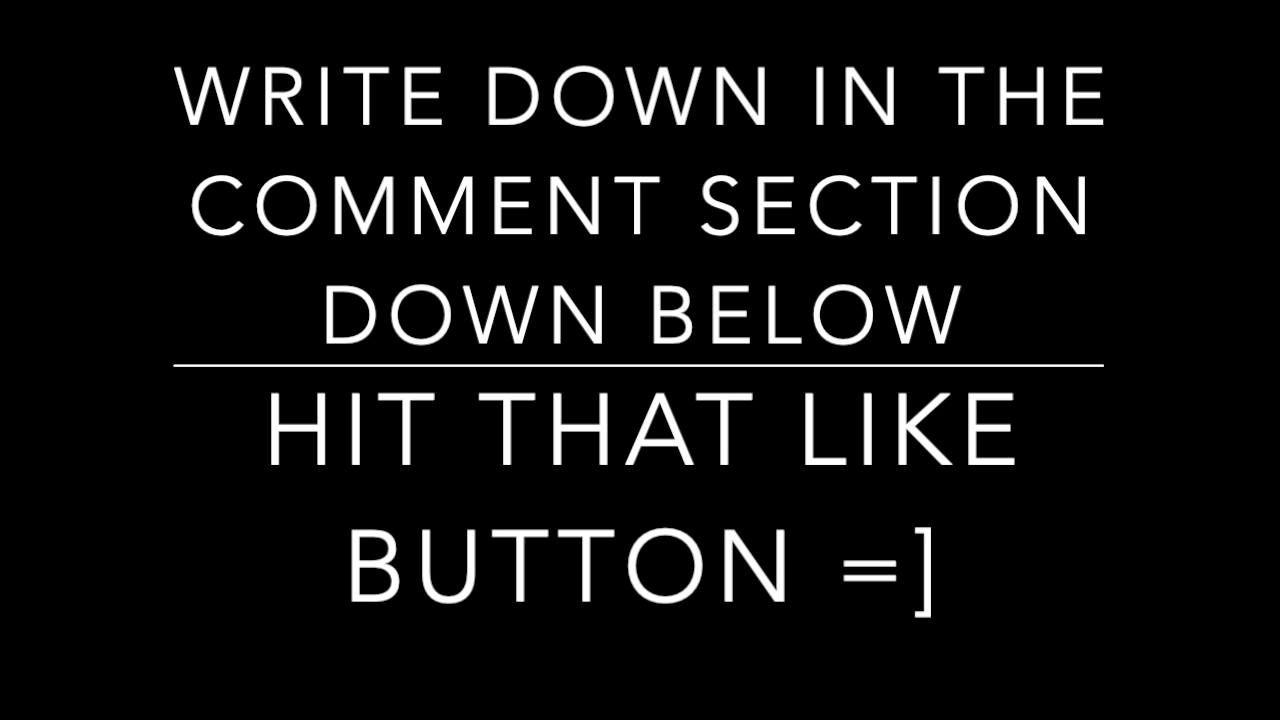 WRITE DOWN IN THE
COMMENT SECTION
DOWN BELOW
HIT THAT LIKE
BUTTON =]